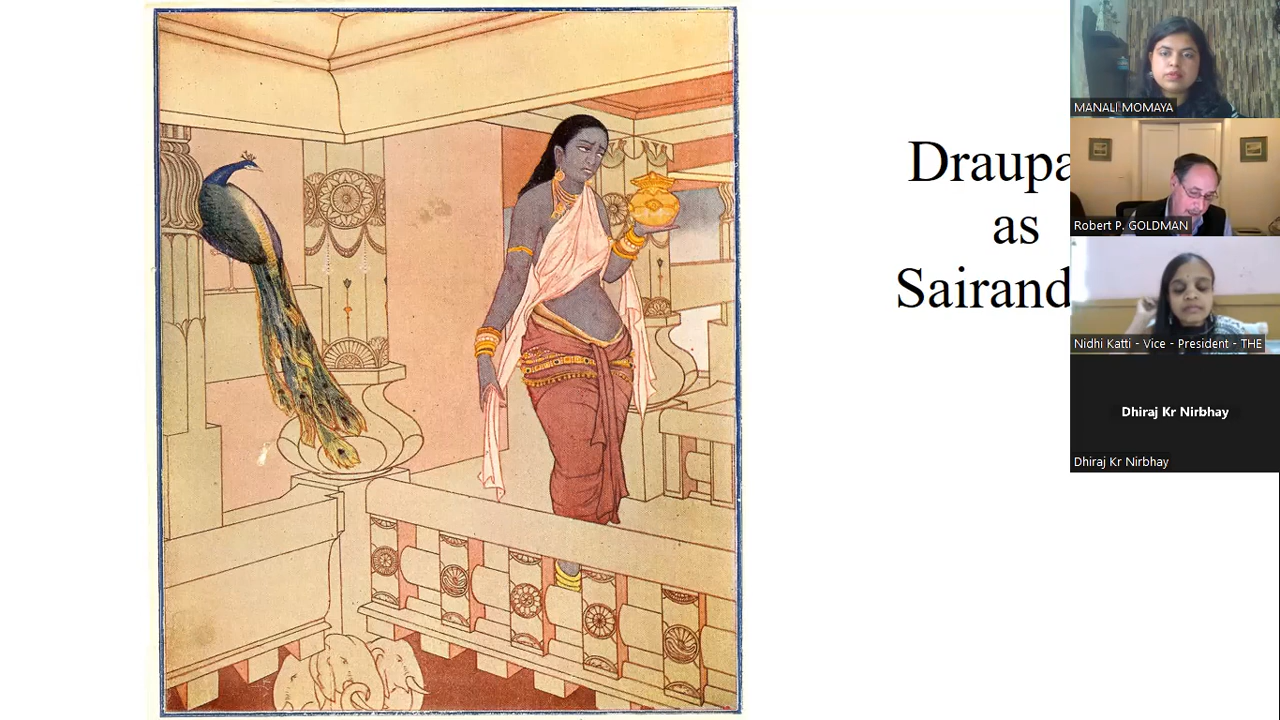 Draupa
as
Sairand
MANALI MOMAYA
Robert P. GOLDMAN
Nidhi Katti - Vice - President - THE
Dhiraj Kr Nirbhay
Dhiraj Kr Nirbhay